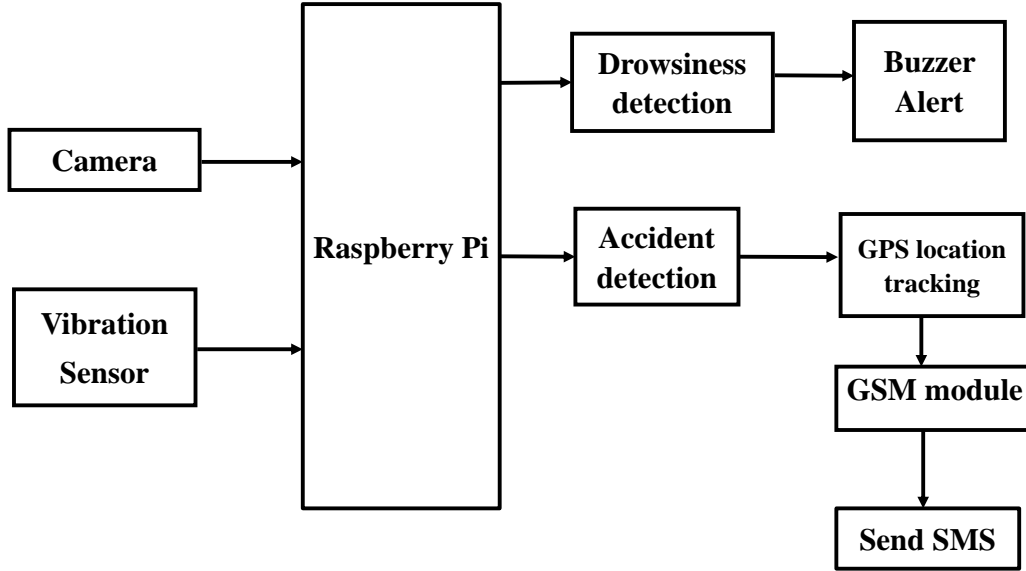 Camera
Vibration
Sensor
Raspberry Pi
Drowsiness
detection
Buzzer
Alert
Accident
detection
GPS location
tracking
GSM module
Send SMS